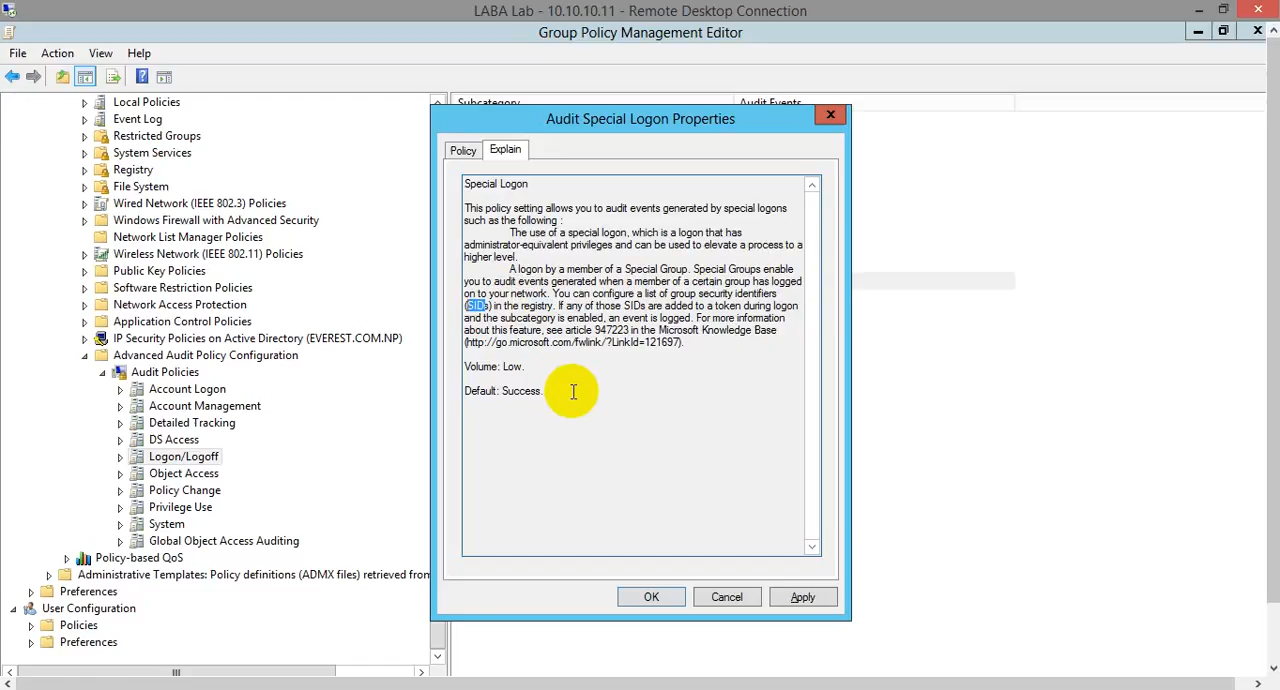 LABA Lab - 10.10.10.11 - Remote Desktop Connection
Group Policy Management Editor
File Action View Help
Local Policies
Event Log
Restricted Groups
System Services
Registry
File System
Wired Network (IEEE 802.3) Policies
Windows Firewall with Advanced Security
Network List Manager Policies
Wireless Network (IEEE 802.11) Policies
Public Key Policies
Software Restriction Policies
Network Access Protection
Application Control Policies
IP Security Policies on Active Directory (EVEREST.COM.NP)
Advanced Audit Policy Configuration
Audit Policies
Account Logon
Account Management
Detailed Tracking
DS Access
Logon/Logoff
Object Access
Policy Change
Privilege Use
System
Global Object Access Auditing
Policy-based QoS
Administrative Templates: Policy definitions (ADMX files) retrieved from
Preferences
User Configuration
Policies
Preferences
Subcategory Audit Events
Audit Special Logon Properties
Policy Explain
Special Logon
This policy setting allows you to audit events generated by special logons
such as the following :
The use of a special logon, which is a logon that has
administrator-equivalent privileges and can be used to elevate a process to a
higher level.
A logon by a member of a Special Group. Special Groups enable
you to audit events generated when a member of a certain group has logged
on to your network. You can configure a list of group security identifiers
(SIDs) in the registry. If any of those SIDs are added to a token during logon
and the subcategory is enabled, an event is logged. For more information
about this feature, see article 947223 in the Microsoft Knowledge Base
(http://go.microsoft.com/fwlink/?LinkId=121697).
Volume: Low.
Default: Success.
OK Cancel Apply